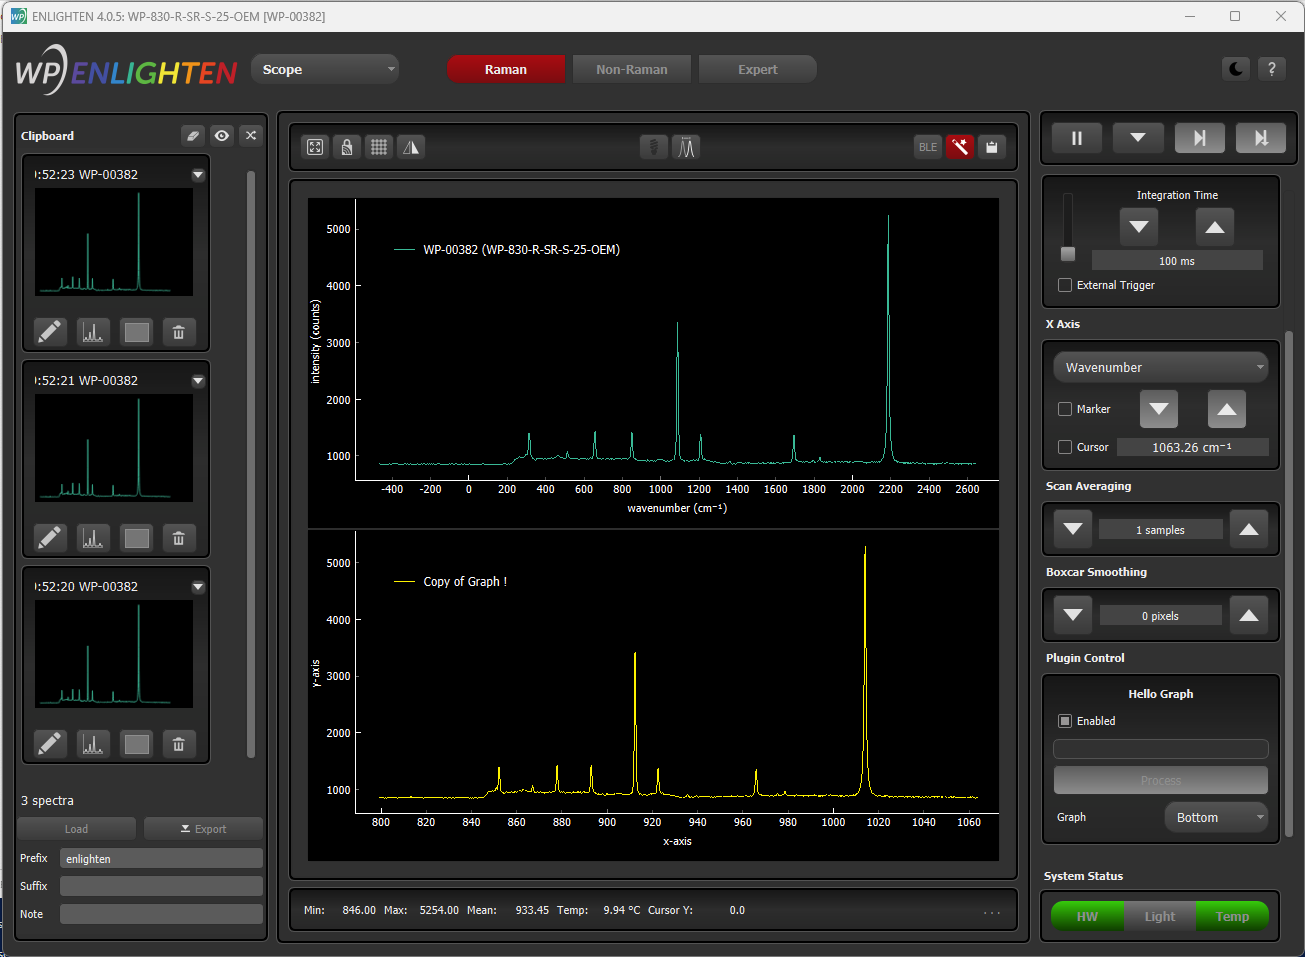 ENLIGHTEN 4.0.5: WP-830-R-SR-S-25-OEM [WP-00382]
WP ENLIGHTEN
Scope
Raman
Non-Raman
Expert
?
Clipboard
:52:23 WP-00382
:52:21 WP-00382
:52:20 WP-00382
3 spectra
Load
Export
Prefix
enlighten
Suffix
Note
BLE
WP-00382 (WP-830-R-SR-S-25-OEM)
intensity (counts)
5000
4000
3000
2000
1000
-400 -200 0 200 400 600 800 1000 1200 1400 1600 1800 2000 2200 2400 2600
wavenumber (cm⁻¹)
Copy of Graph !
y-axis
5000
4000
3000
2000
1000
800 820 840 860 880 900 920 940 960 980 1000 1020 1040 1060
x-axis
Min: 846.00 Max: 5254.00 Mean: 933.45 Temp: 9.94 °C Cursor Y: 0.0
...
Integration Time
100 ms
External Trigger
X Axis
Wavenumber
Marker
Cursor
1063.26 cm⁻¹
Scan Averaging
1 samples
Boxcar Smoothing
0 pixels
Plugin Control
Hello Graph
Enabled
Process
Graph
Bottom
System Status
HW
Light
Temp